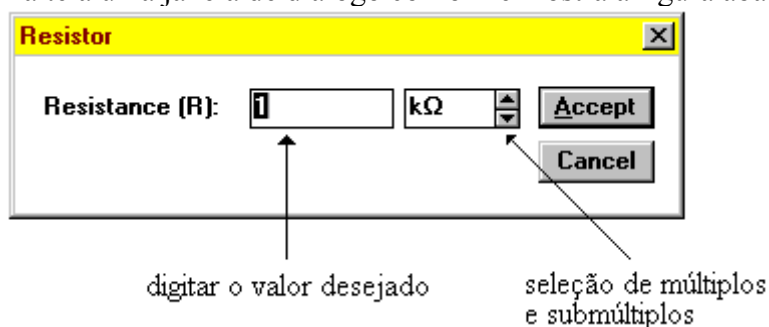 Resistor
Resistance (R): 1 kΩ Accept
Cancel
digitar o valor desejado
seleção de múltiplos
e submúltiplos